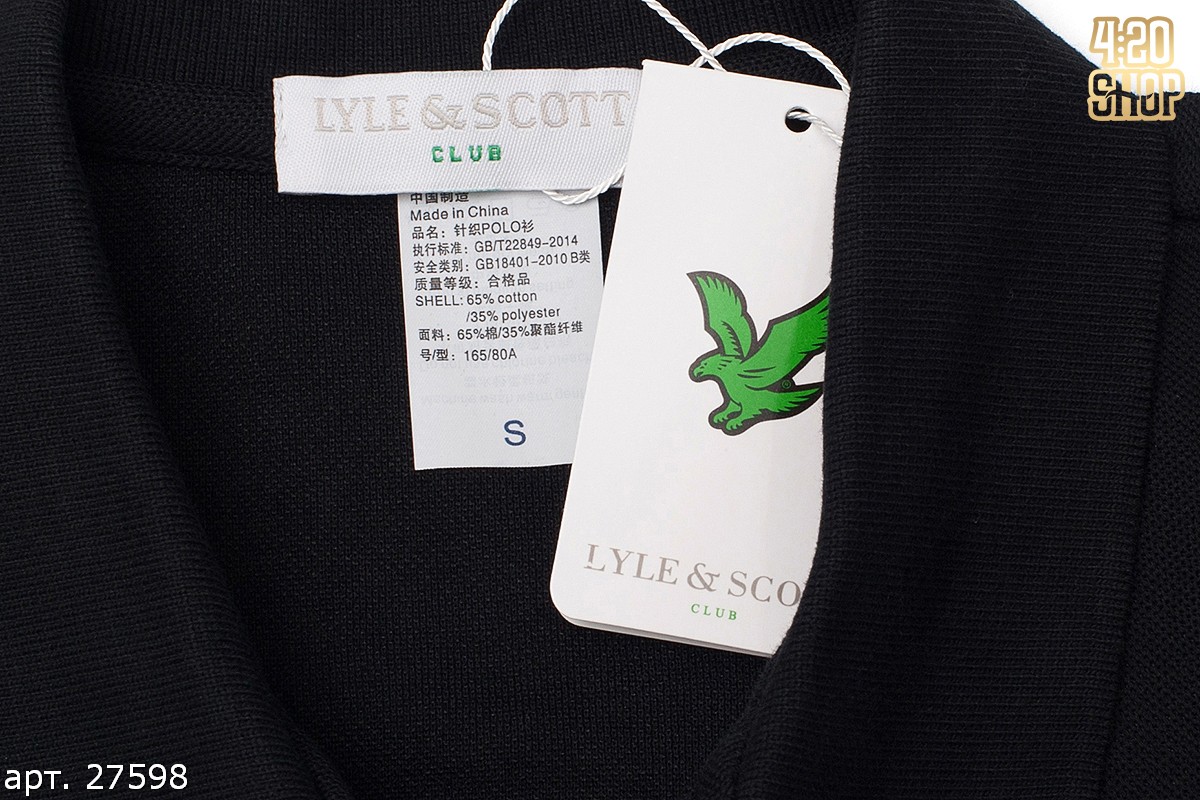 4:20
SHOP
LYLE & SCOTT
CLUB
中国制造
Made in China
品名：针织POLO衫
执行标准：GB/T22849-2014
安全类别：GB18401-2010 B类
质量等级：合格品
SHELL: 65% cotton
/35% polyester
面料：65%棉/35%聚酯纤维
号/型：165/80A
S
®
LYLE & SCO
CLUB
арт. 27598